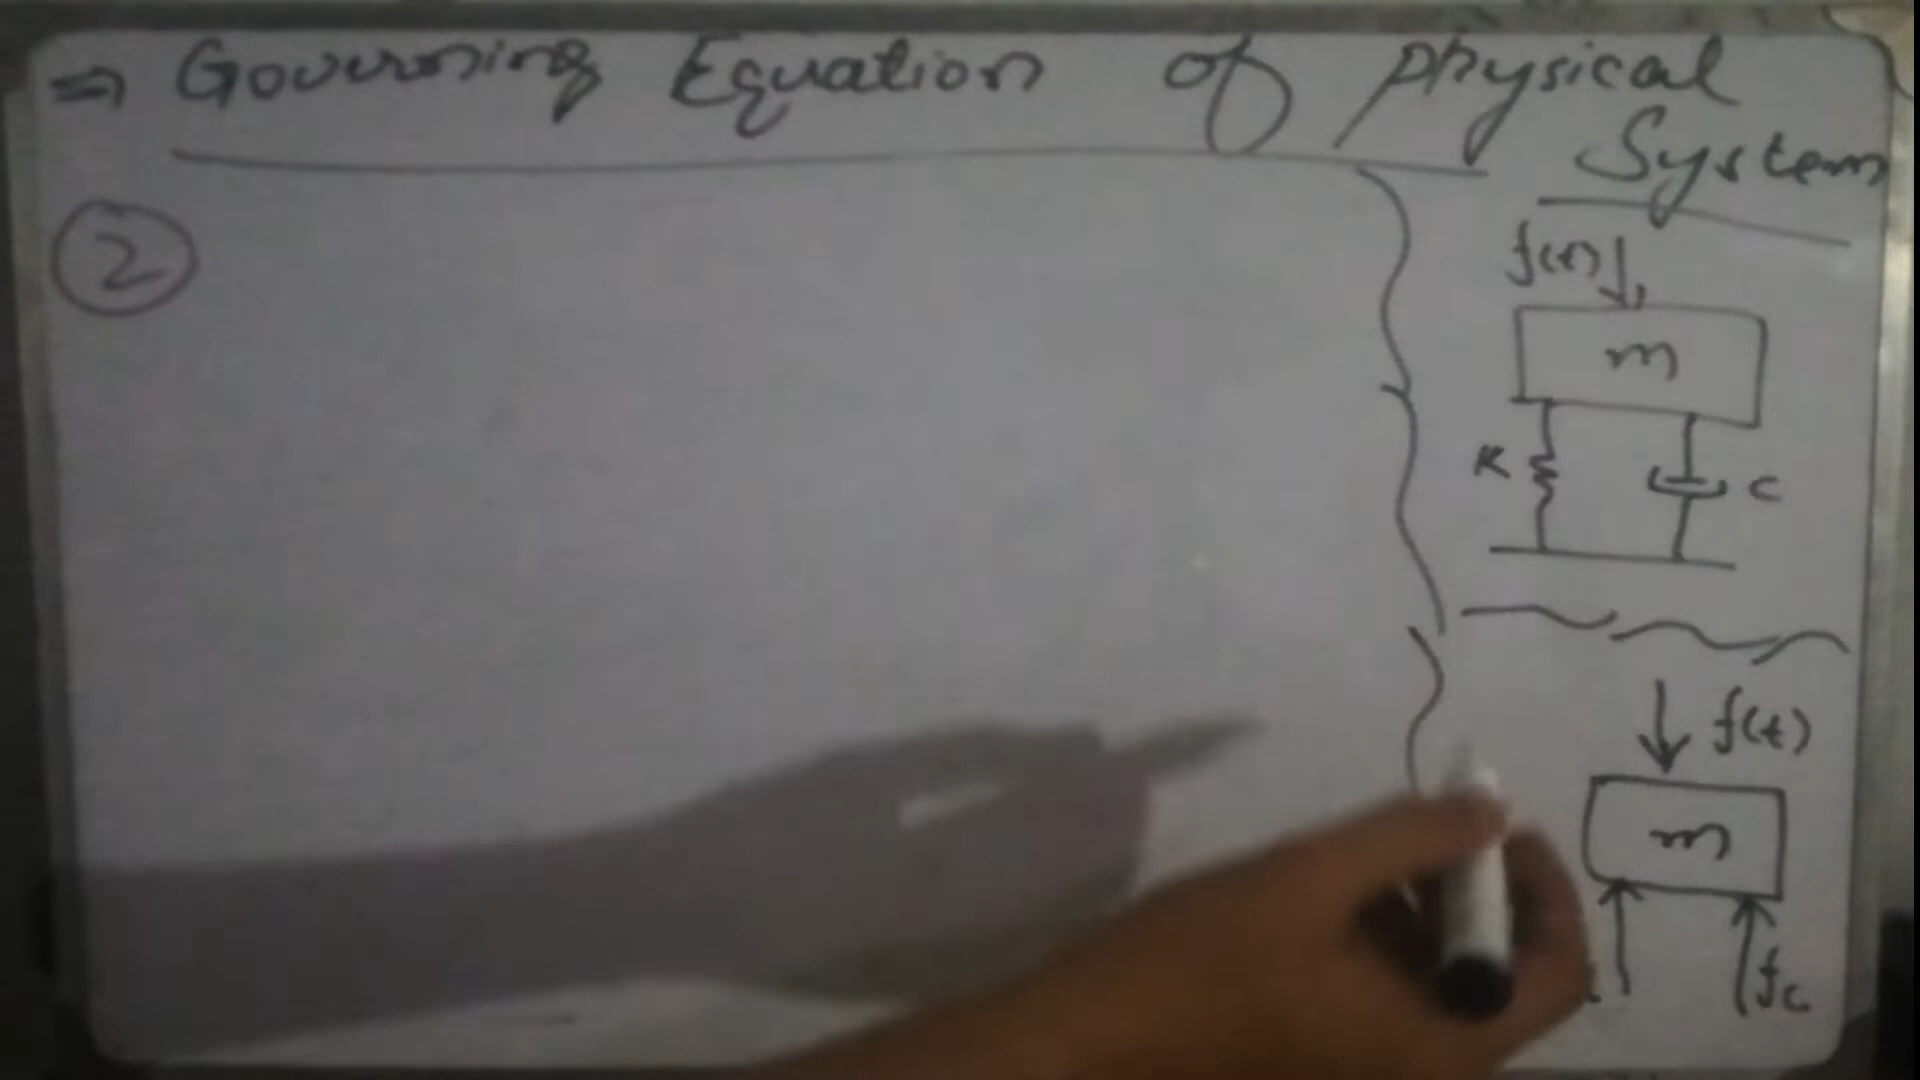 ⇒ Governing Equation of physical
System
2
f(t)
m
K
C
f(t)
m
fc